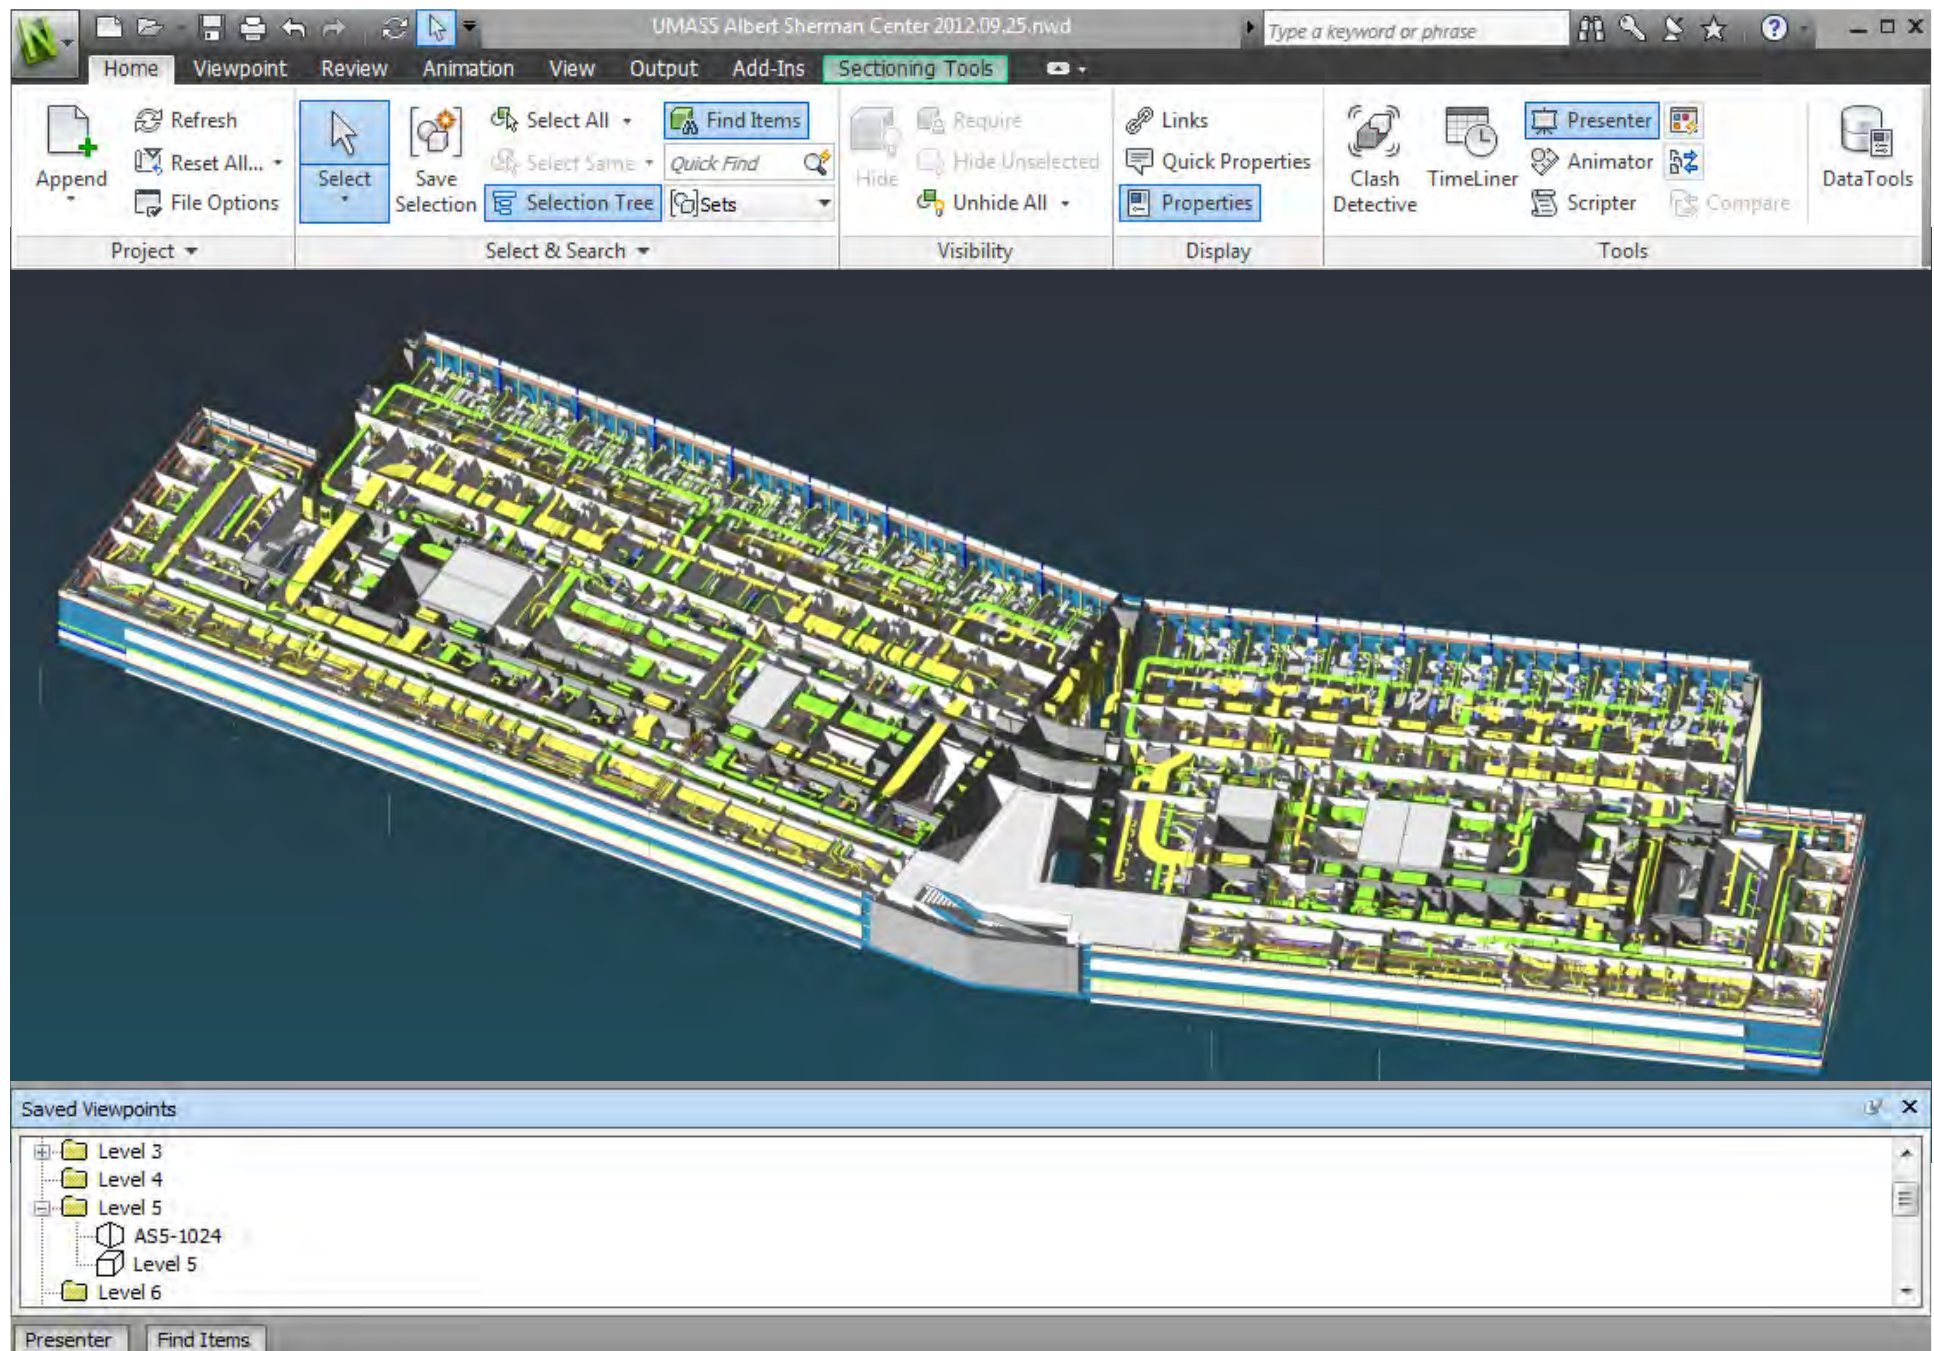 UMASS Albert Sherman Center 2012.09.25.nwd
Type a keyword or phrase
Home Viewpoint Review Animation View Output Add-Ins Sectioning Tools
Append
Refresh
Reset All...
File Options
Project
Select
Save Selection
Select All
Select Same
Selection Tree
Find Items
Quick Find
Sets
Select & Search
Hide
Require
Hide Unselected
Unhide All
Visibility
Links
Quick Properties
Properties
Display
Clash Detective
TimeLiner
Presenter
Animator
Scripter
Compare
Tools
DataTools
Saved Viewpoints
Level 3
Level 4
Level 5
AS5-1024
Level 5
Level 6
Presenter Find Items